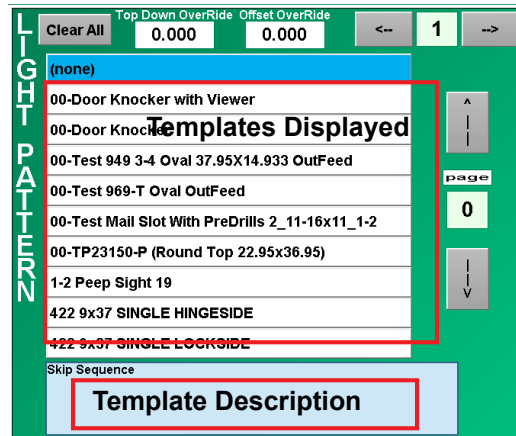 LIGHT PATTERN
Clear All
Top Down OverRide
Offset OverRide
0.000
0.000
<--
1
-->
(none)
00-Door Knocker with Viewer
00-Door Knocker
Templates Displayed
00-Test 949 3-4 Oval 37.95X14.933 OutFeed
00-Test 969-T Oval OutFeed
00-Test Mail Slot With PreDrills 2_11-16x11_1-2
00-TP23150-P (Round Top 22.95x36.95)
1-2 Peep Sight 19
422 9x37 SINGLE HINGESIDE
422 9x37 SINGLE LOCKSIDE
^
|
|
page
0
|
|
v
Skip Sequence
Template Description